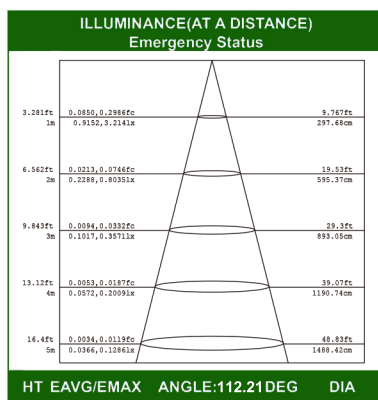 ILLUMINANCE(AT A DISTANCE)
Emergency Status
3.281ft 0.0850,0.2986fc 9.767ft
1m 0.9152,3.2141x 297.68cm
6.562ft 0.0213,0.0746fc 19.53ft
2m 0.2288,0.8035lx 595.37cm
9.843ft 0.0094,0.0332fc 29.3ft
3m 0.1017,0.3571lx 893.05cm
13.12ft 0.0053,0.0187fc 39.07ft
4m 0.0572,0.2009lx 1190.74cm
16.4ft 0.0034,0.0119fc 48.83ft
5m 0.0366,0.1286lx 1488.42cm
HT EAVG/EMAX ANGLE:112.21DEG DIA